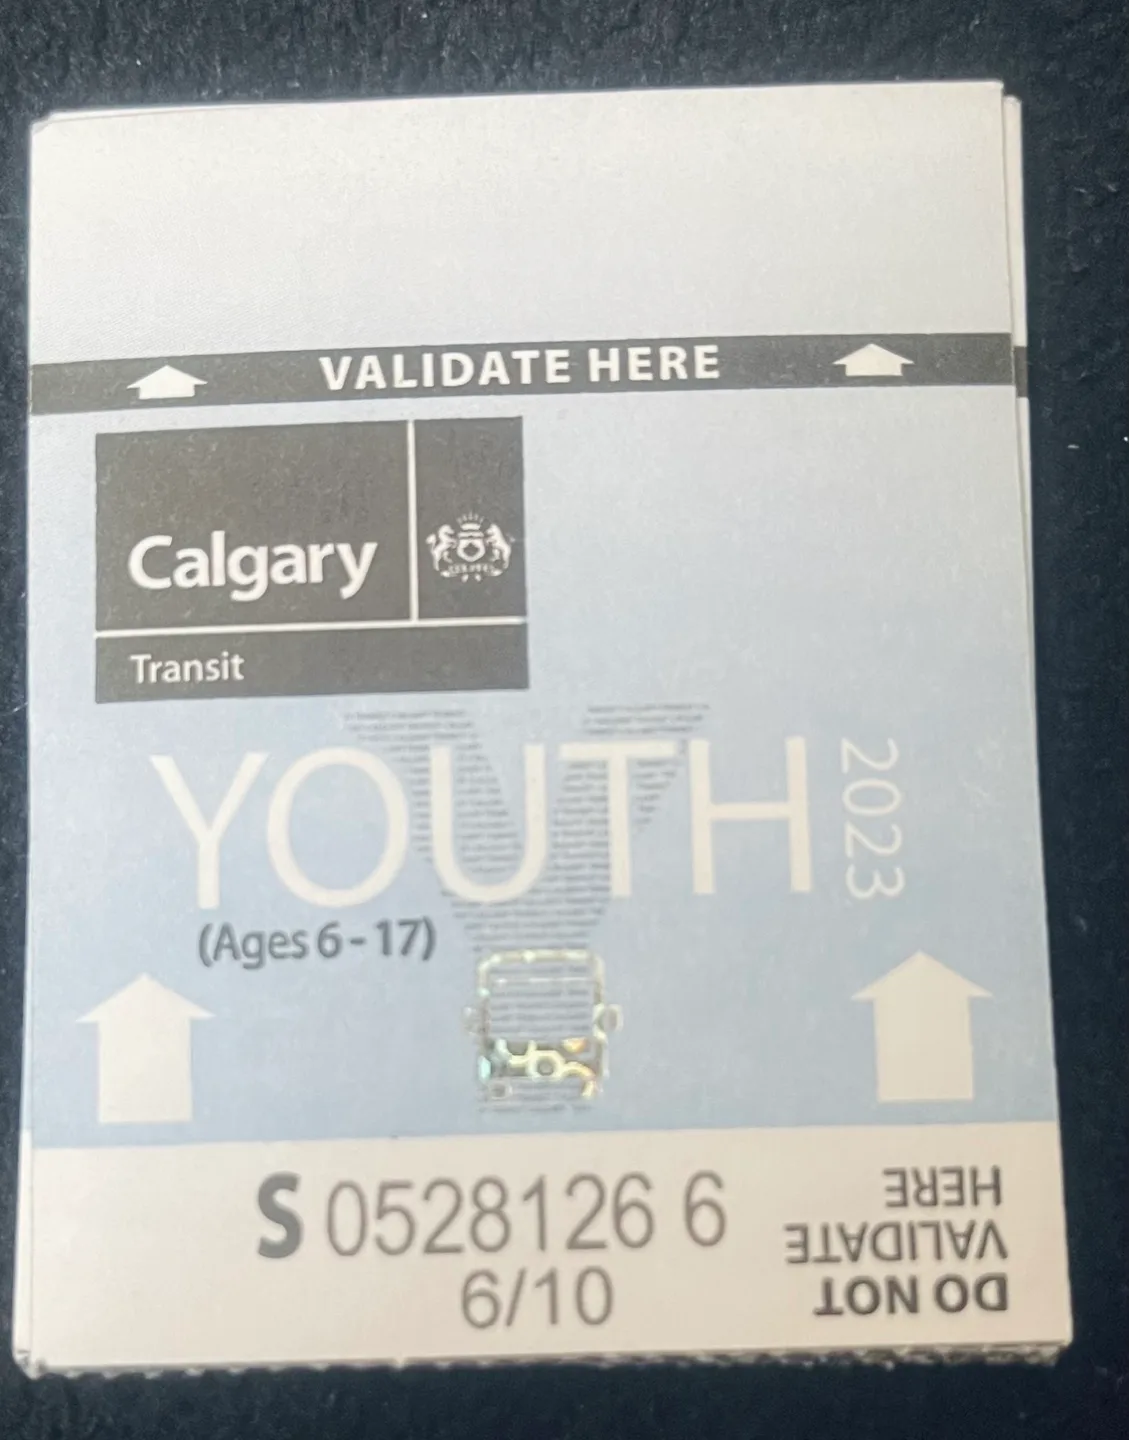 VALIDATE HERE
Calgary
Transit
YOUTH
2023
(Ages 6 - 17)
S 0528126 6
6/10
DO NOT
VALIDATE
HERE